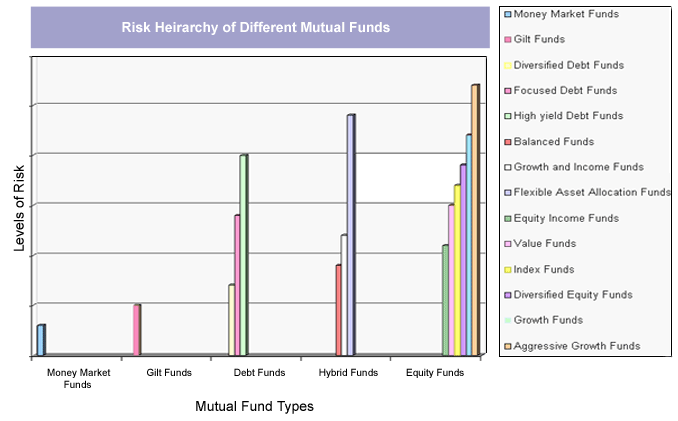 Risk Heirarchy of Different Mutual Funds
Levels of Risk
Money Market
Funds
Gilt Funds
Debt Funds
Hybrid Funds
Equity Funds
Mutual Fund Types
Money Market Funds
Gilt Funds
Diversified Debt Funds
Focused Debt Funds
High yield Debt Funds
Balanced Funds
Growth and Income Funds
Flexible Asset Allocation Funds
Equity Income Funds
Value Funds
Index Funds
Diversified Equity Funds
Growth Funds
Aggressive Growth Funds